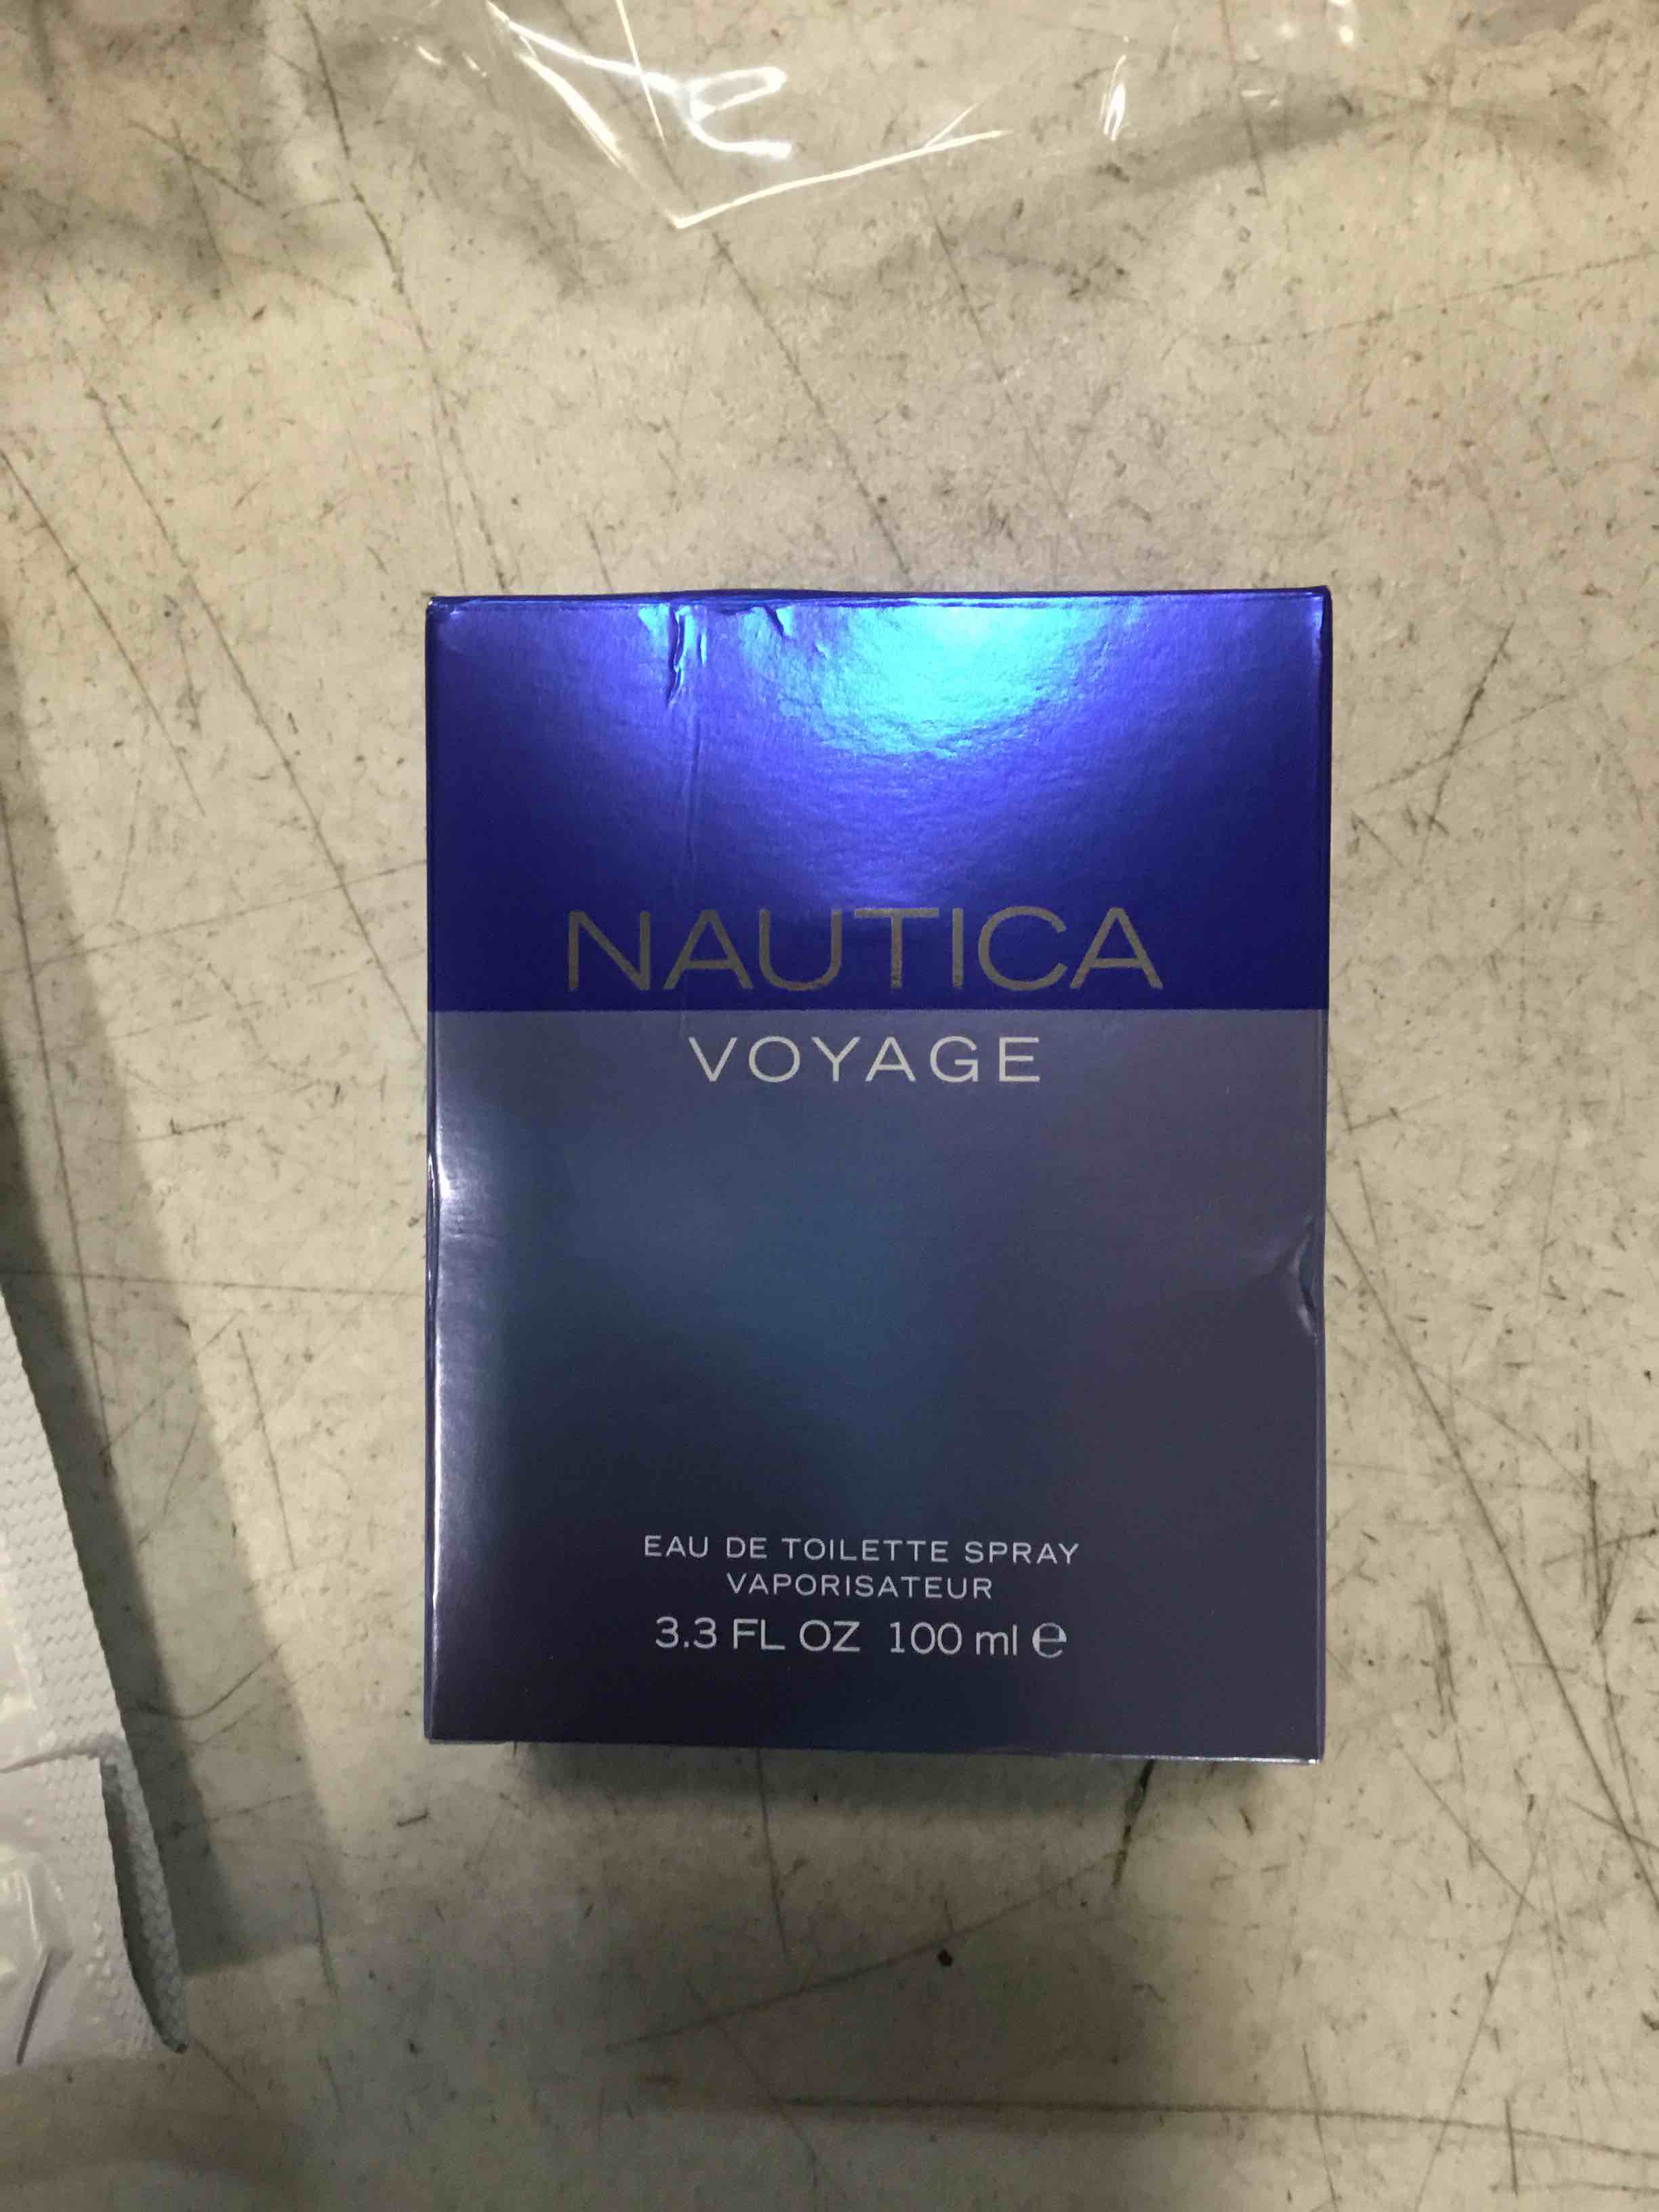 NAUTICA
VOYAGE
EAU DE TOILETTE SPRAY
VAPORISATEUR
3.3 FL OZ 100 ml ℮